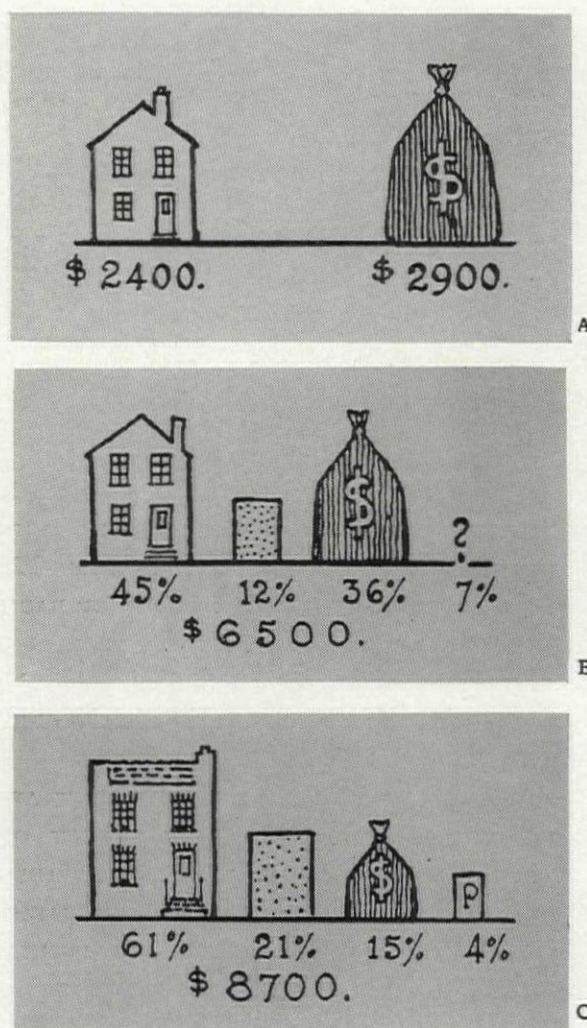 $
$ 2400. $ 2900.
A
$ ?
45% 12% 36% 7%
$ 6500.
B
$ P
61% 21% 15% 4%
$ 8700.
C